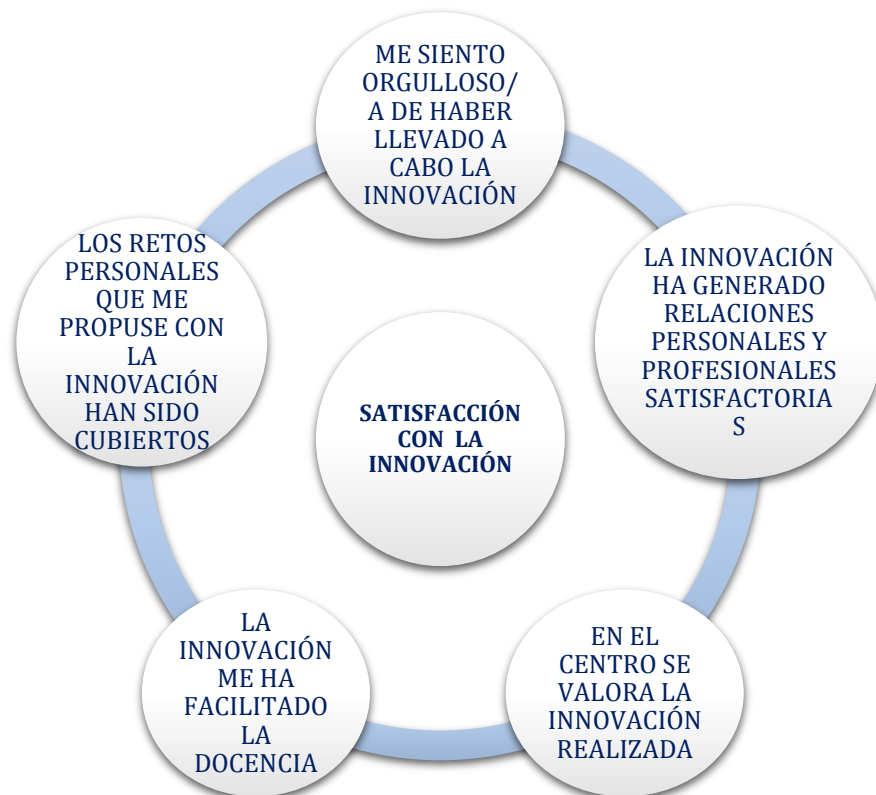 ME SIENTO
ORGULLOSO/
A DE HABER
LLEVADO A
CABO LA
INNOVACIÓN
LA INNOVACIÓN
HA GENERADO
RELACIONES
PERSONALES Y
PROFESIONALES
SATISFACTORIA
S
EN EL
CENTRO SE
VALORA LA
INNOVACIÓN
REALIZADA
LA
INNOVACIÓN
ME HA
FACILITADO
LA
DOCENCIA
LOS RETOS
PERSONALES
QUE ME
PROPUSE CON
LA
INNOVACIÓN
HAN SIDO
CUBIERTOS
SATISFACCIÓN
CON LA
INNOVACIÓN